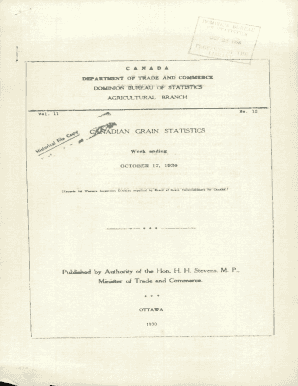 CANADA
DEPARTMENT OF TRADE AND COMMERCE
DOMINION BUREAU OF STATISTICS
AGRICULTURAL BRANCH
Vol. 11
Historical File Copy
CANADIAN GRAIN STATISTICS
Week ending
OCTOBER 17, 1930
Published by Authority of the Hon. H. H. Stevens, M. P.,
Minister of Trade and Commerce.
OTTAWA
1930